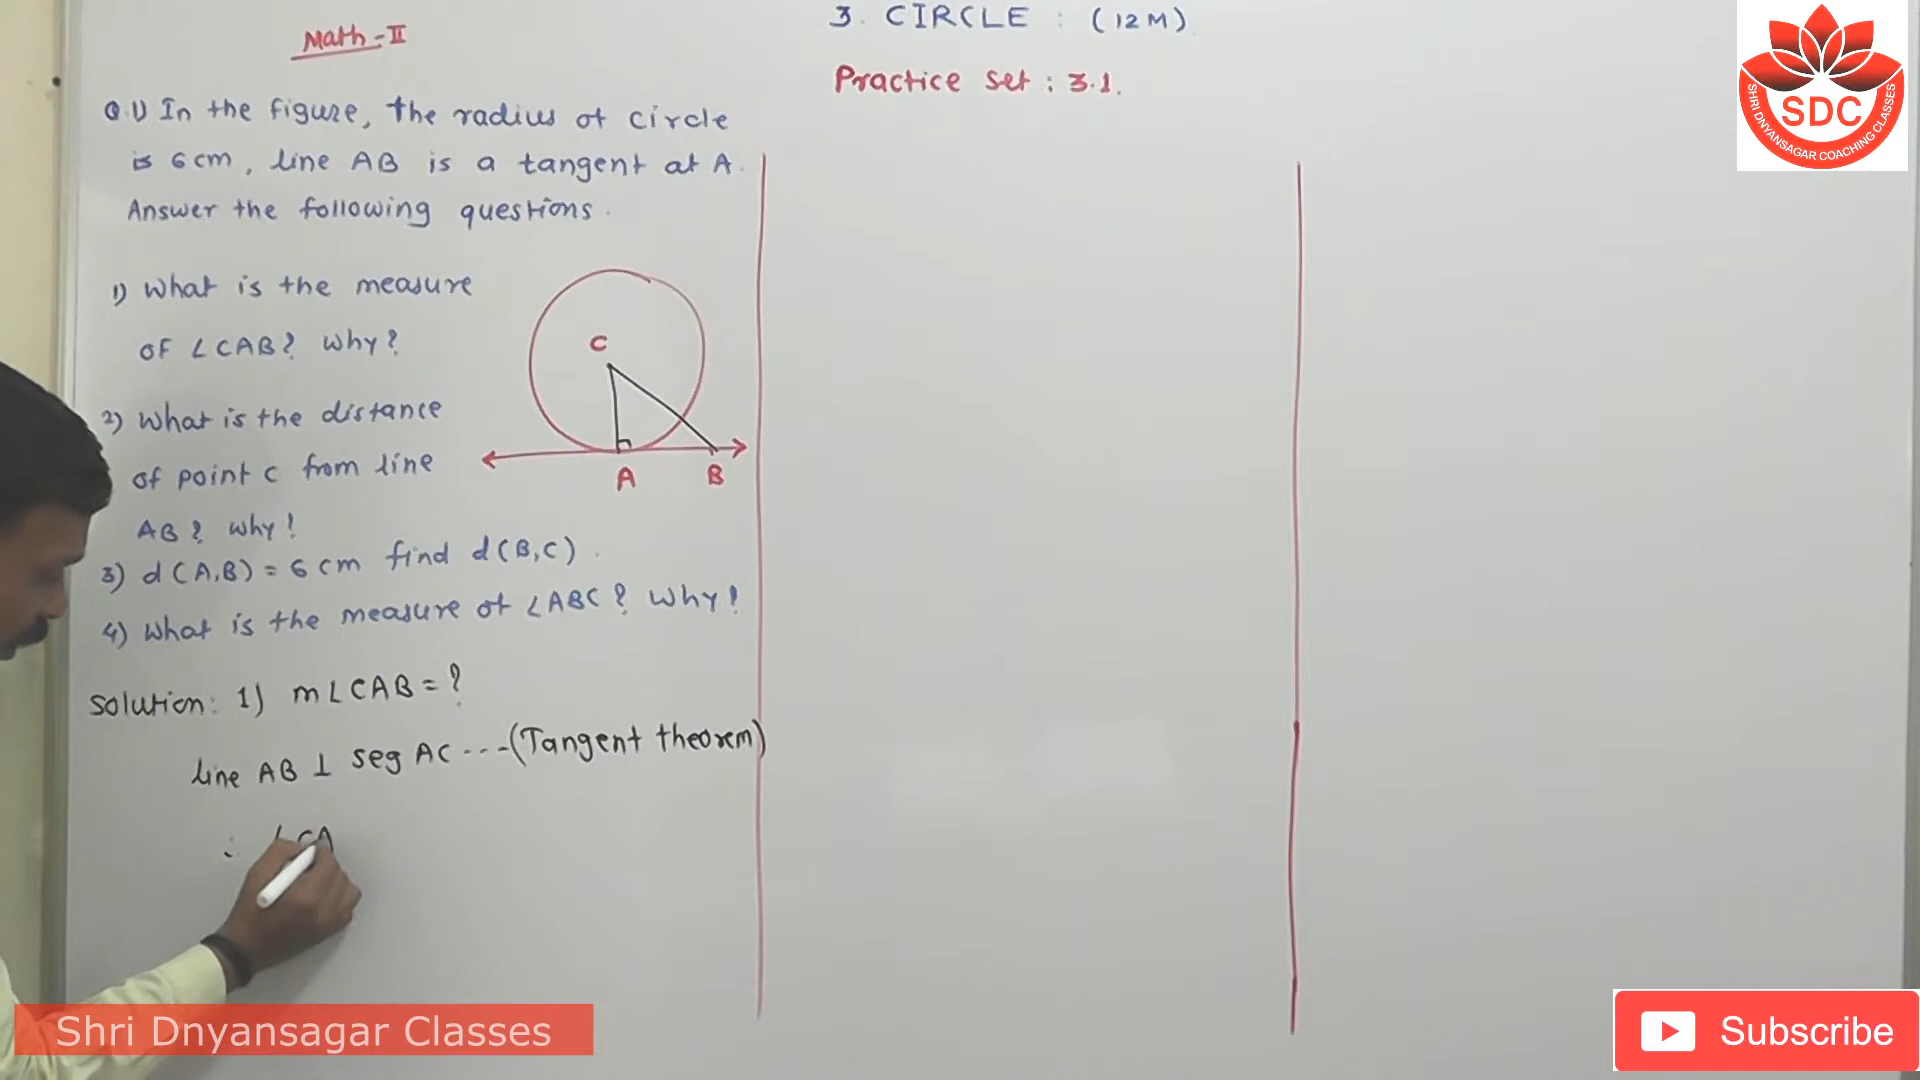 Math-II
3. CIRCLE : (12M)
Practice set : 3.1.
Q.1) In the figure, the radius of circle
is 6 cm, line AB is a tangent at A.
Answer the following questions.
1) What is the measure
of ∠CAB? Why?
2) What is the distance
of point C from line
AB? Why?
3) d(A,B) = 6 cm find d(B,C).
4) What is the measure of ∠ABC? Why?
C
A
B
Solution: 1) m∠CAB = ?
line AB ⊥ seg AC ---(Tangent theorem)
∴ ∠CA
SDC
SHRI DNYANSAGAR COACHING CLASSES
Shri Dnyansagar Classes
Subscribe